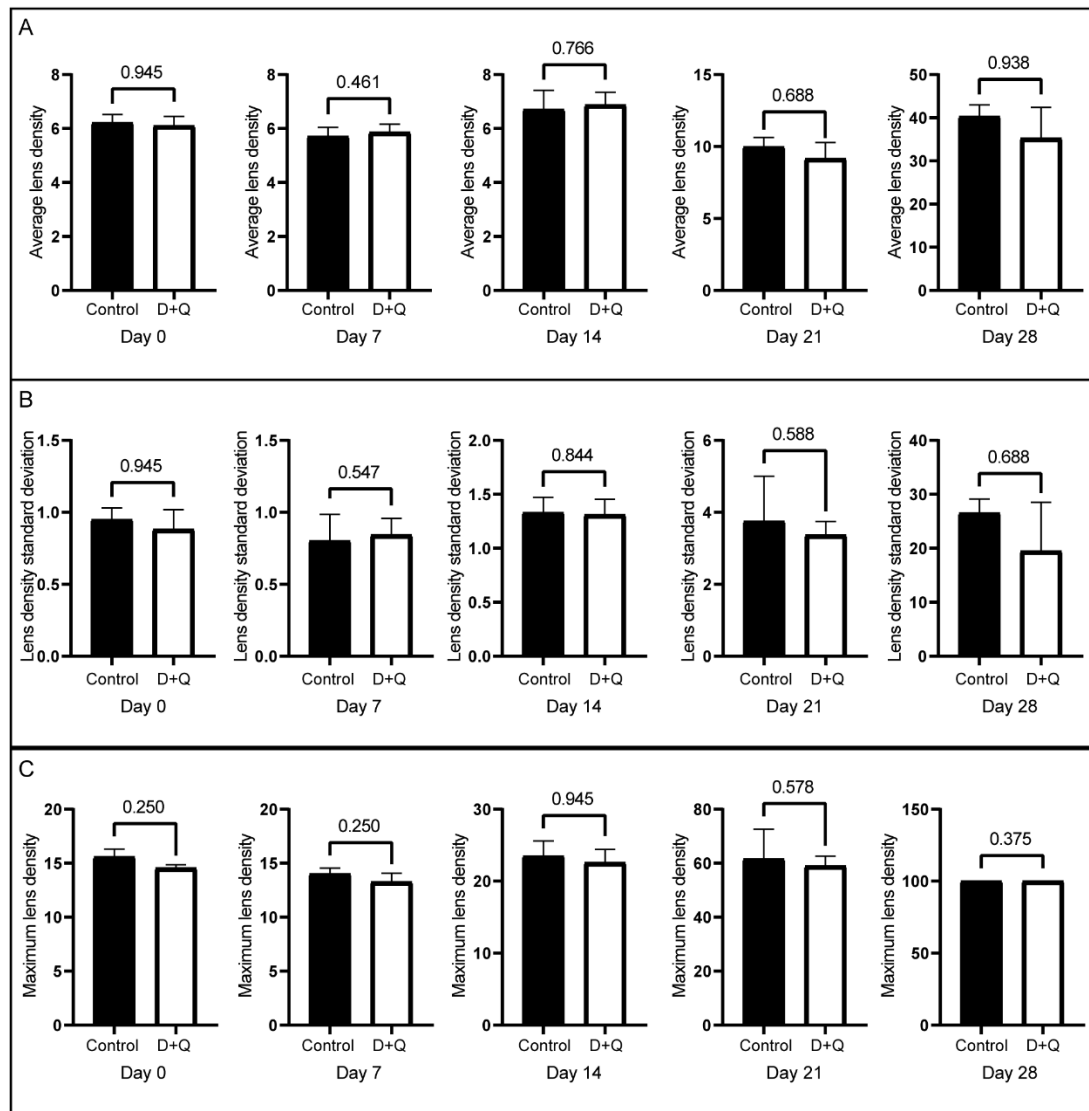 A
0.945
Average lens density
8
6
4
2
0
Control D+Q
Day 0
0.461
Average lens density
8
6
4
2
0
Control D+Q
Day 7
0.766
Average lens density
8
6
4
2
0
Control D+Q
Day 14
0.688
Average lens density
15
10
5
0
Control D+Q
Day 21
0.938
Average lens density
50
40
30
20
10
0
Control D+Q
Day 28
B
0.945
Lens density standard deviation
1.5
1.0
0.5
0.0
Control D+Q
Day 0
0.547
Lens density standard deviation
1.5
1.0
0.5
0.0
Control D+Q
Day 7
0.844
Lens density standard deviation
2.0
1.5
1.0
0.5
0.0
Control D+Q
Day 14
0.588
Lens density standard deviation
6
4
2
0
Control D+Q
Day 21
0.688
Lens density standard deviation
40
30
20
10
0
Control D+Q
Day 28
C
0.250
Maximum lens density
20
15
10
5
0
Control D+Q
Day 0
0.250
Maximum lens density
20
15
10
5
0
Control D+Q
Day 7
0.945
Maximum lens density
30
20
10
0
Control D+Q
Day 14
0.578
Maximum lens density
80
60
40
20
0
Control D+Q
Day 21
0.375
Maximum lens density
150
100
50
0
Control D+Q
Day 28